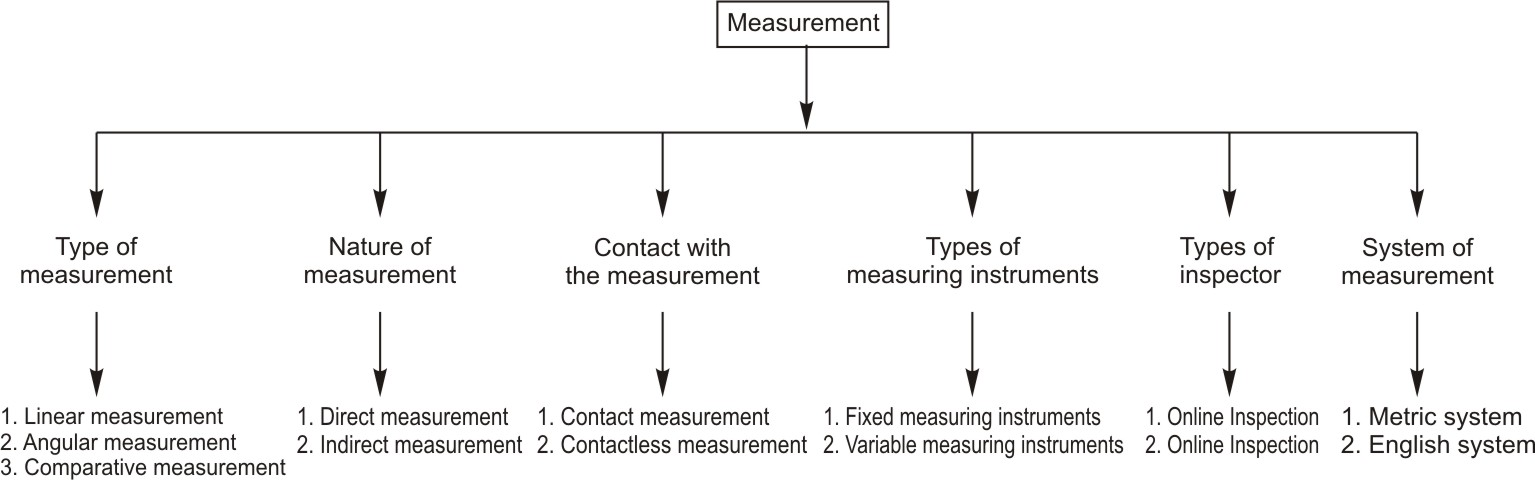 Measurement
Type of
measurement
Nature of
measurement
Contact with
the measurement
Types of
measuring instruments
Types of
inspector
System of
measurement
1. Linear measurement
2. Angular measurement
3. Comparative measurement
1. Direct measurement
2. Indirect measurement
1. Contact measurement
2. Contactless measurement
1. Fixed measuring instruments
2. Variable measuring instruments
1. Online Inspection
2. Online Inspection
1. Metric system
2. English system